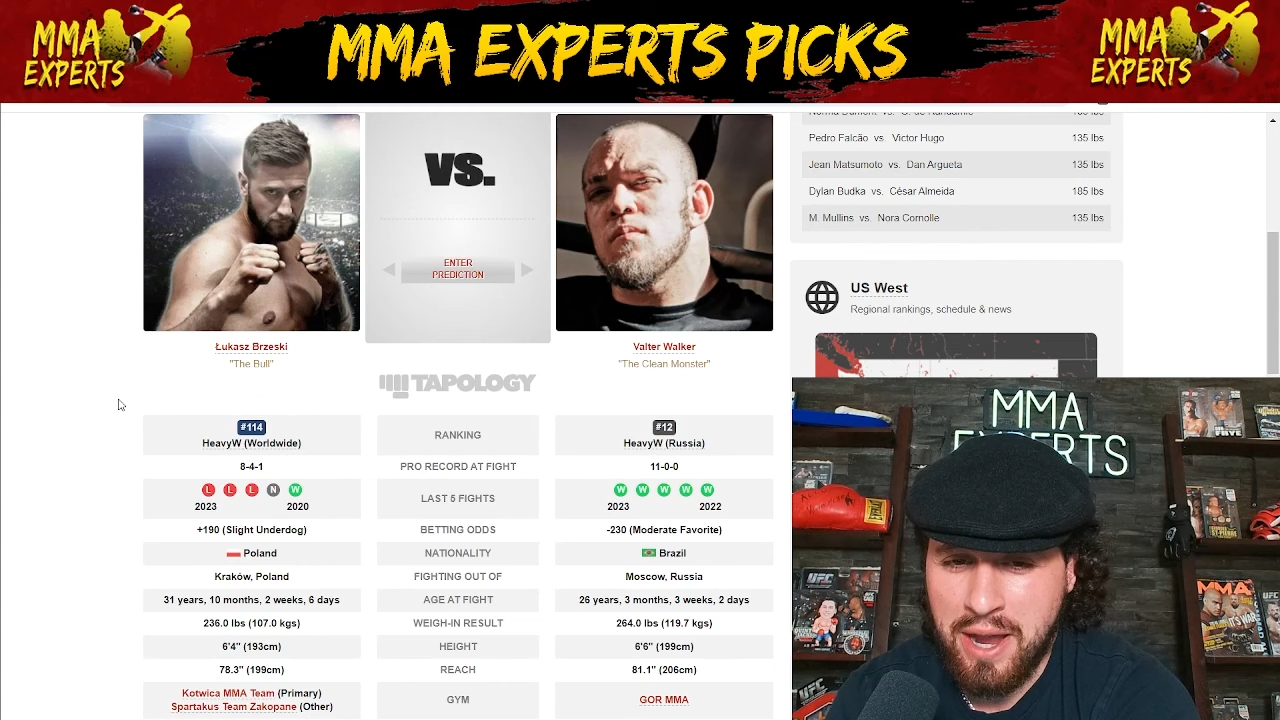 MMA
EXPERTS
MMA EXPERTS PICKS
MMA
EXPERTS
VS.
ENTER
PREDICTION
Łukasz Brzeski
"The Bull"
Valter Walker
"The Clean Monster"
TAPOLOGY
#114
HeavyW (Worldwide)
RANKING
#12
HeavyW (Russia)
8-4-1
PRO RECORD AT FIGHT
11-0-0
L L L N W
2023 2020
LAST 5 FIGHTS
W W W W W
2023 2022
+190 (Slight Underdog)
BETTING ODDS
-230 (Moderate Favorite)
Poland
NATIONALITY
Brazil
Kraków, Poland
FIGHTING OUT OF
Moscow, Russia
31 years, 10 months, 2 weeks, 6 days
AGE AT FIGHT
26 years, 3 months, 3 weeks, 2 days
236.0 lbs (107.0 kgs)
WEIGH-IN RESULT
264.0 lbs (119.7 kgs)
6'4" (193cm)
HEIGHT
6'6" (199cm)
78.3" (199cm)
REACH
81.1" (206cm)
Kotwica MMA Team (Primary)
Spartakus Team Zakopane (Other)
GYM
GOR MMA
135 lbs
Pedro Falcão vs. Victor Hugo 135 lbs
Jean Matsumoto vs. Dan Argueta 135 lbs
Dylan Budka vs. Cesar Almeida 185 lbs
M. Mullins vs. Nora Cornolle 135 lbs
US West
Regional rankings, schedule & news
MMA
EXPERTS
UFC
MMA
UFC